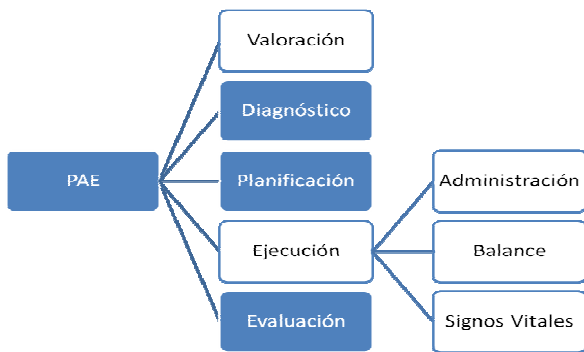 PAE
Valoración
Diagnóstico
Planificación
Ejecución
Evaluación
Administración
Balance
Signos Vitales